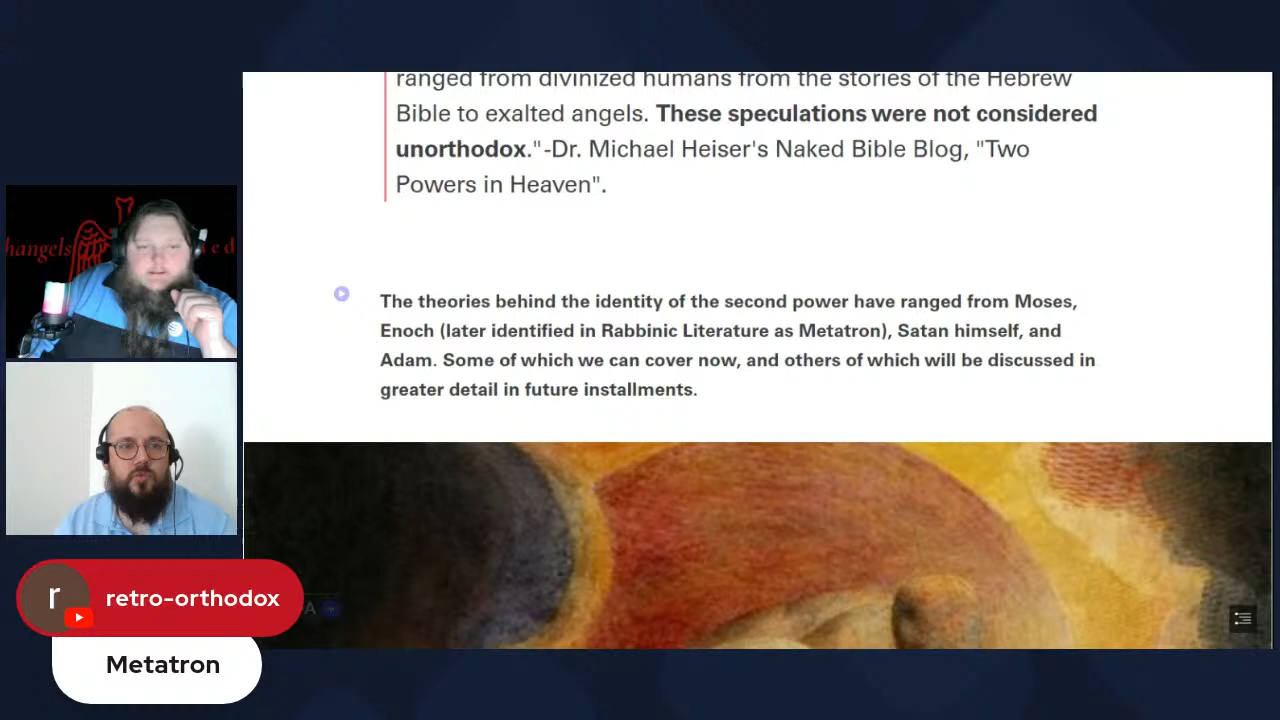 ranged from divinized humans from the stories of the Hebrew
Bible to exalted angels. These speculations were not considered
unorthodox."-Dr. Michael Heiser's Naked Bible Blog, "Two
Powers in Heaven".
The theories behind the identity of the second power have ranged from Moses,
Enoch (later identified in Rabbinic Literature as Metatron), Satan himself, and
Adam. Some of which we can cover now, and others of which will be discussed in
greater detail in future installments.
hangels
ed
r
retro-orthodox
Metatron